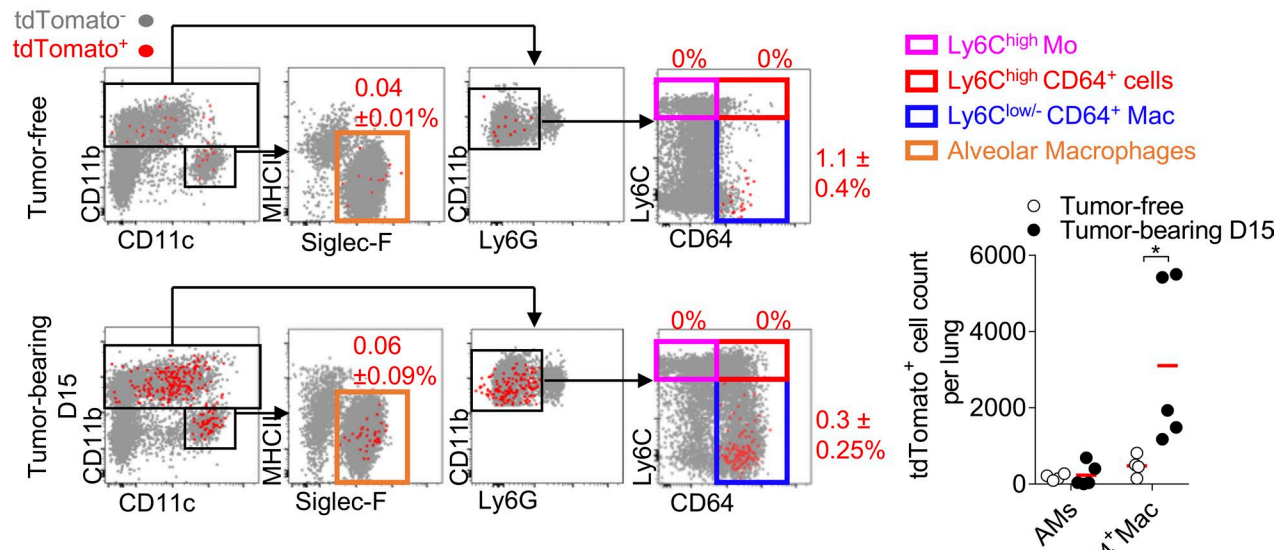 tdTomato⁻
tdTomato⁺
Tumor-free
CD11b
CD11c
MHCII
Siglec-F
0.04
±0.01%
CD11b
Ly6G
Ly6C
CD64
0% 0%
1.1 ±
0.4%
Tumor-bearing
D15
CD11b
CD11c
MHCII
Siglec-F
0.06
±0.09%
CD11b
Ly6G
Ly6C
CD64
0% 0%
0.3 ±
0.25%
Ly6Cʰⁱᵍʰ Mo
Ly6Cʰⁱᵍʰ CD64⁺ cells
Ly6Cˡᵒʷ/⁻ CD64⁺ Mac
Alveolar Macrophages
Tumor-free
Tumor-bearing D15
tdTomato⁺ cell count
per lung
6000
4000
2000
0
*
AMs
4⁺Mac